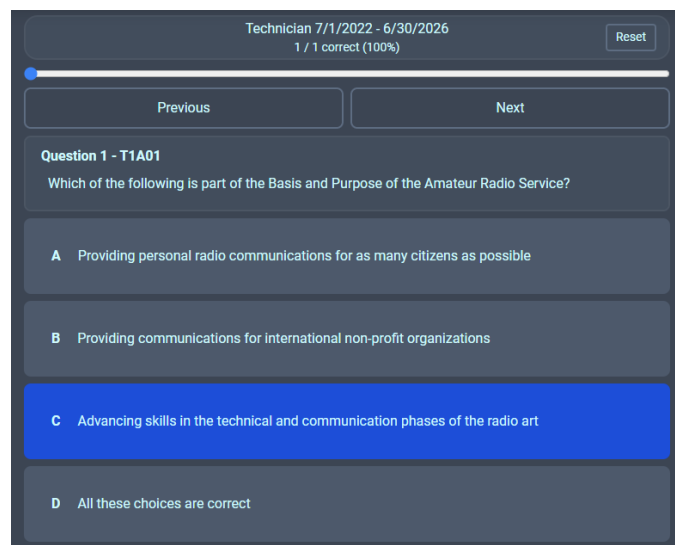 Technician 7/1/2022 - 6/30/2026
1 / 1 correct (100%)
Reset
Previous
Next
Question 1 - T1A01
Which of the following is part of the Basis and Purpose of the Amateur Radio Service?
A Providing personal radio communications for as many citizens as possible
B Providing communications for international non-profit organizations
C Advancing skills in the technical and communication phases of the radio art
D All these choices are correct